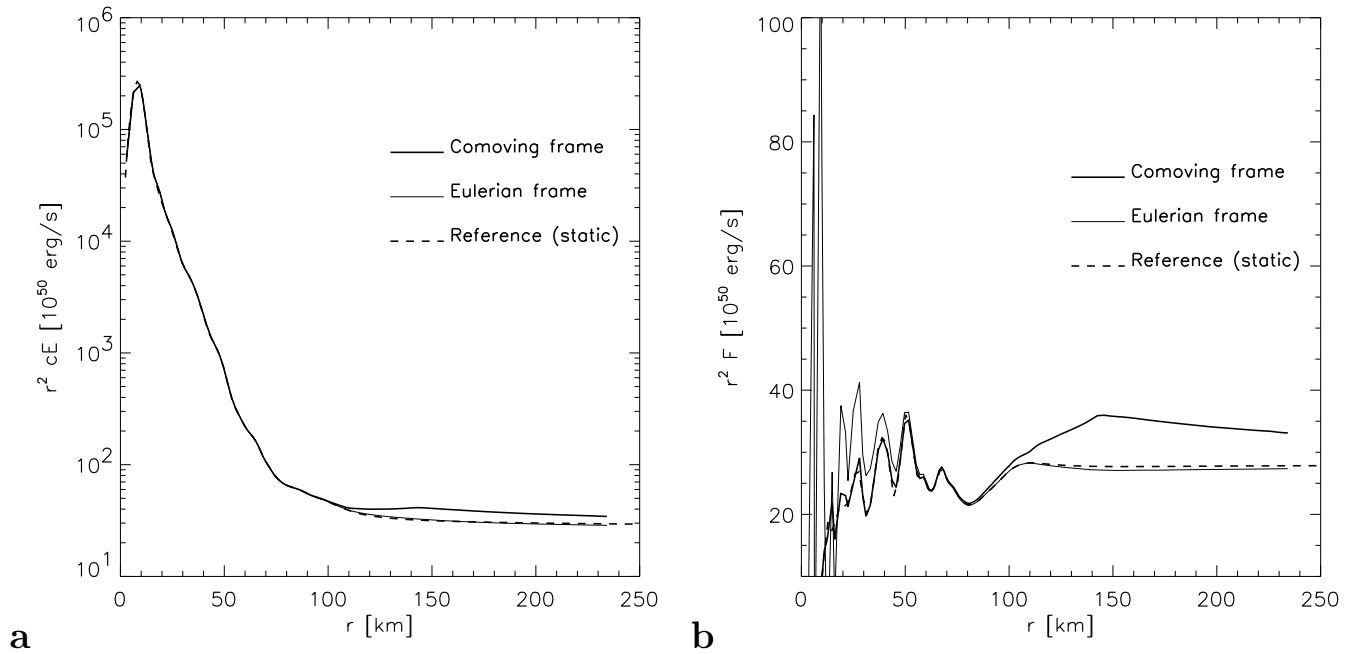 10^6
10^5
10^4
10^3
10^2
10^1
r^2 cE [10^50 erg/s]
Comoving frame
Eulerian frame
Reference (static)
0 50 100 150 200 250
r [km]
a
100
80
60
40
20
r^2 F [10^50 erg/s]
Comoving frame
Eulerian frame
Reference (static)
0 50 100 150 200 250
r [km]
b